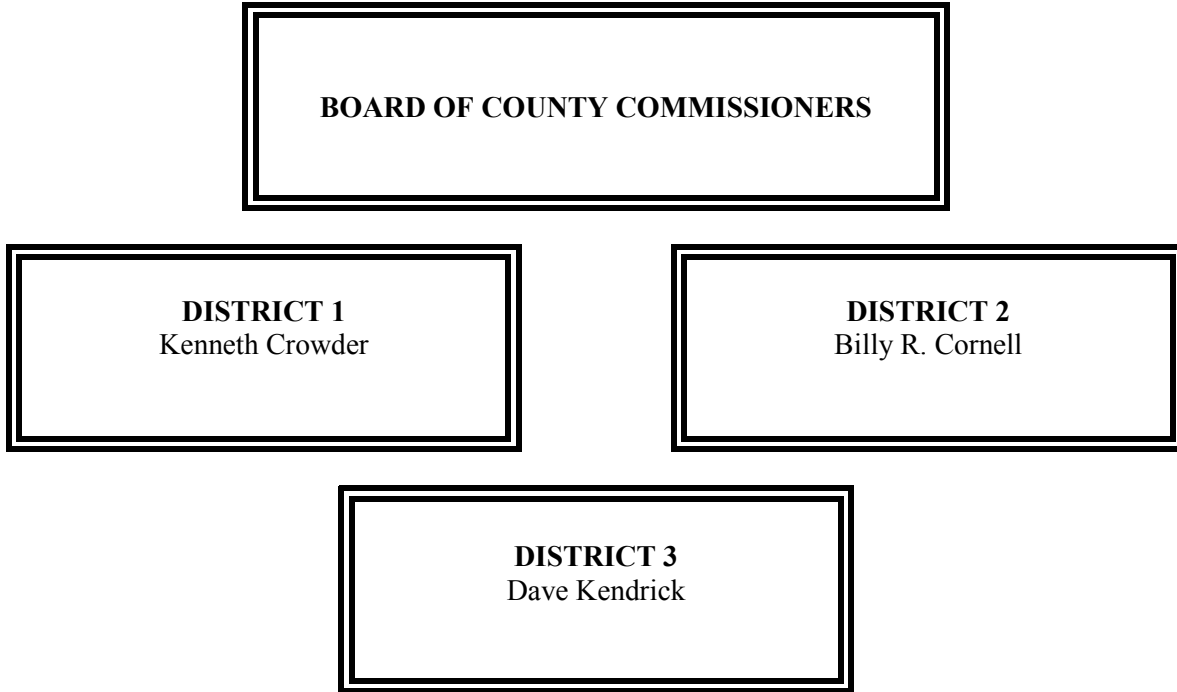 BOARD OF COUNTY COMMISSIONERS
DISTRICT 1
Kenneth Crowder
DISTRICT 2
Billy R. Cornell
DISTRICT 3
Dave Kendrick